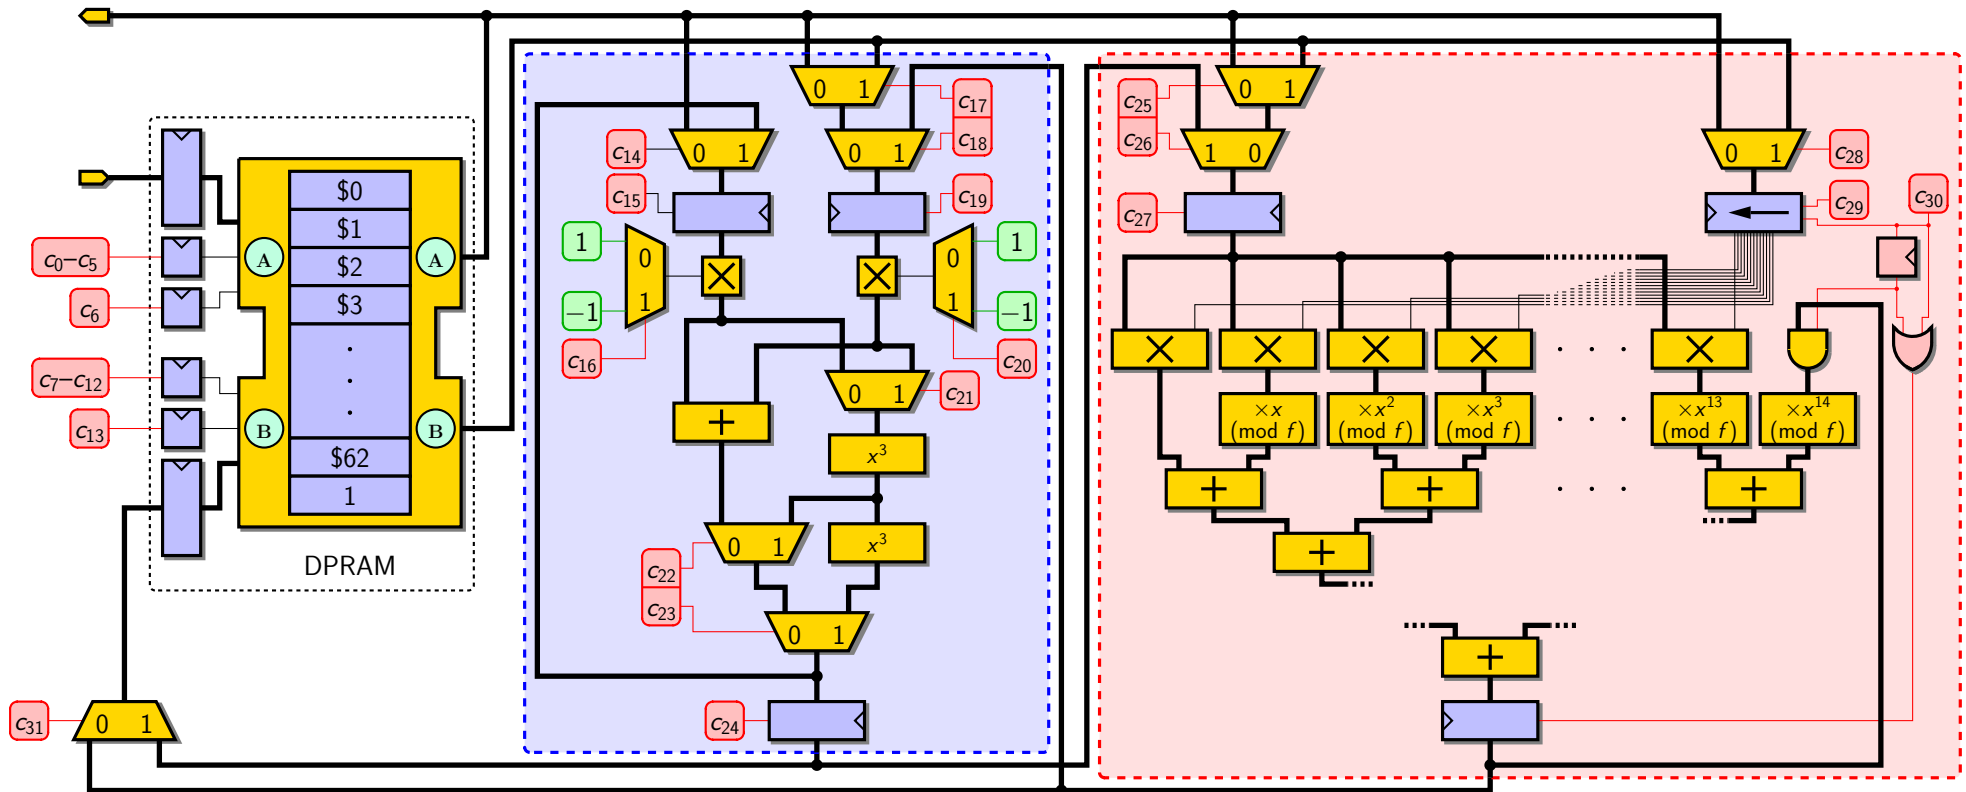 0 1
c17
c18
0 1
c14
0 1
c15
c19
1
0
1
−1
1
0
−1
c16
c20
0 1
c21
+
x³
0 1
x³
c22
c23
0 1
c24
$0
$1
$2
$3
$62
1
A
A
B
B
DPRAM
c0−c5
c6
c7−c12
c13
c31
0 1
c25
0 1
c26
1 0
c27
0 1
c28
c29
c30
×x
(mod f)
×x²
(mod f)
×x³
(mod f)
×x¹³
(mod f)
×x¹⁴
(mod f)
+
+
+
+
+